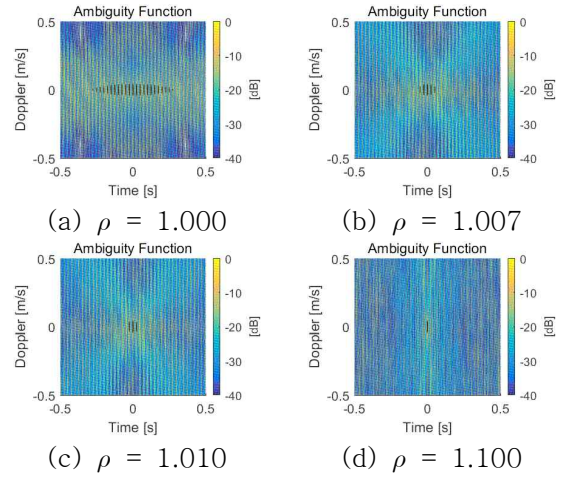 Ambiguity Function
0.5
0
-0.5
Doppler [m/s]
-0.5 0 0.5
Time [s]
0
-10
-20
-30
-40
[dB]
(a) ρ = 1.000
Ambiguity Function
0.5
0
-0.5
Doppler [m/s]
-0.5 0 0.5
Time [s]
0
-10
-20
-30
-40
[dB]
(b) ρ = 1.007
Ambiguity Function
0.5
0
-0.5
Doppler [m/s]
-0.5 0 0.5
Time [s]
0
-10
-20
-30
-40
[dB]
(c) ρ = 1.010
Ambiguity Function
0.5
0
-0.5
Doppler [m/s]
-0.5 0 0.5
Time [s]
0
-10
-20
-30
-40
[dB]
(d) ρ = 1.100